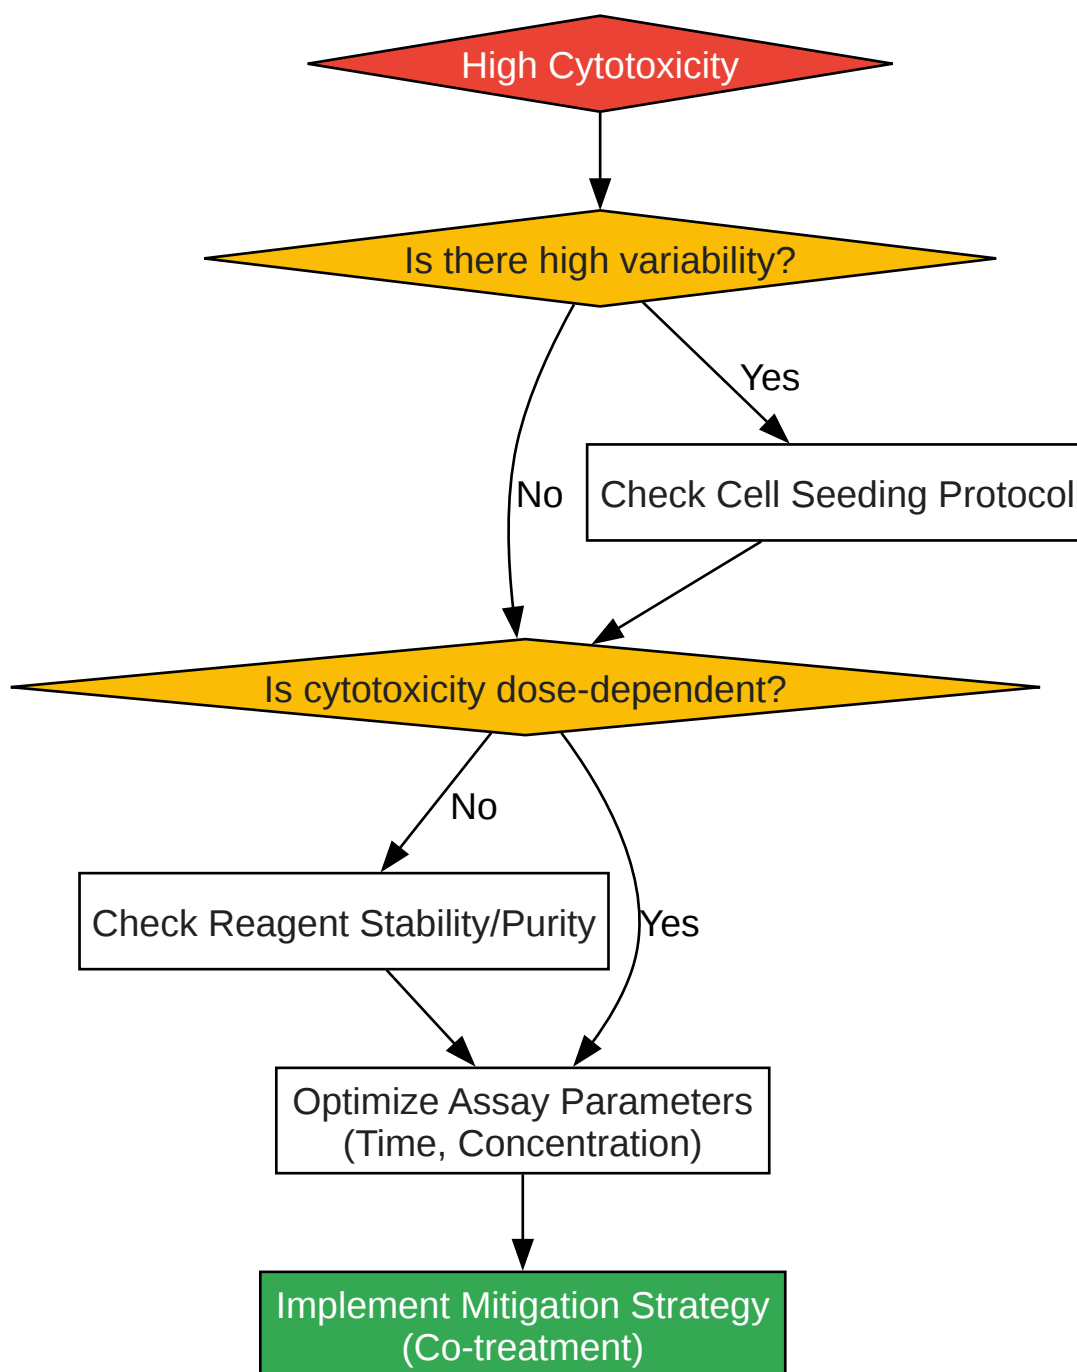 High Cytotoxicity
Is there high variability?
Yes
No
Check Cell Seeding Protocol
Is cytotoxicity dose-dependent?
No
Check Reagent Stability/Purity
Yes
Optimize Assay Parameters
(Time, Concentration)
Implement Mitigation Strategy
(Co-treatment)